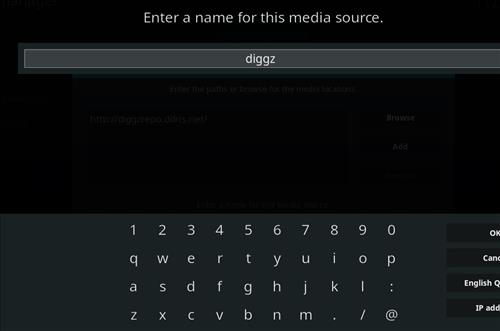 Enter a name for this media source.
diggz
Enter the paths or browse for the media locations.
http://diggzrepo.ddns.net/
Browse
Add
Enter a name for this media source.
1 2 3 4 5 6 7 8 9 0
OK
q w e r t y u i o p
Canc
a s d f g h j k l :
English Q
z x c v b n m . / @
IP add